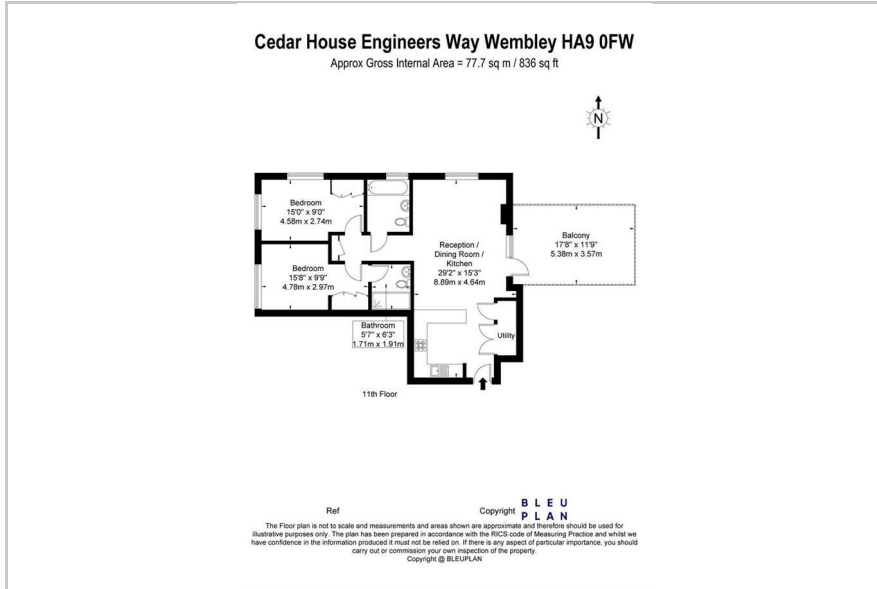 Cedar House Engineers Way Wembley HA9 0FW
Approx Gross Internal Area = 77.7 sq m / 836 sq ft
N
Bedroom
15'0" x 9'0"
4.58m x 2.74m
Reception /
Dining Room /
Kitchen
29'2" x 15'3"
8.89m x 4.64m
Balcony
17'8" x 11'9"
5.38m x 3.57m
Bedroom
15'8" x 9'9"
4.78m x 2.97m
Bathroom
5'7" x 6'3"
1.71m x 1.91m
Utility
11th Floor
Ref
Copyright
BLEU
PLAN
The Floor plan is not to scale and measurements and areas shown are approximate and therefore should be used for
illustrative purposes only. The plan has been prepared in accordance with the RICS code of Measuring Practice and whilst we
have confidence in the information produced it must not be relied on. If there is any aspect of particular importance, you should
carry out or commission your own inspection of the property.
Copyright @ BLEUPLAN